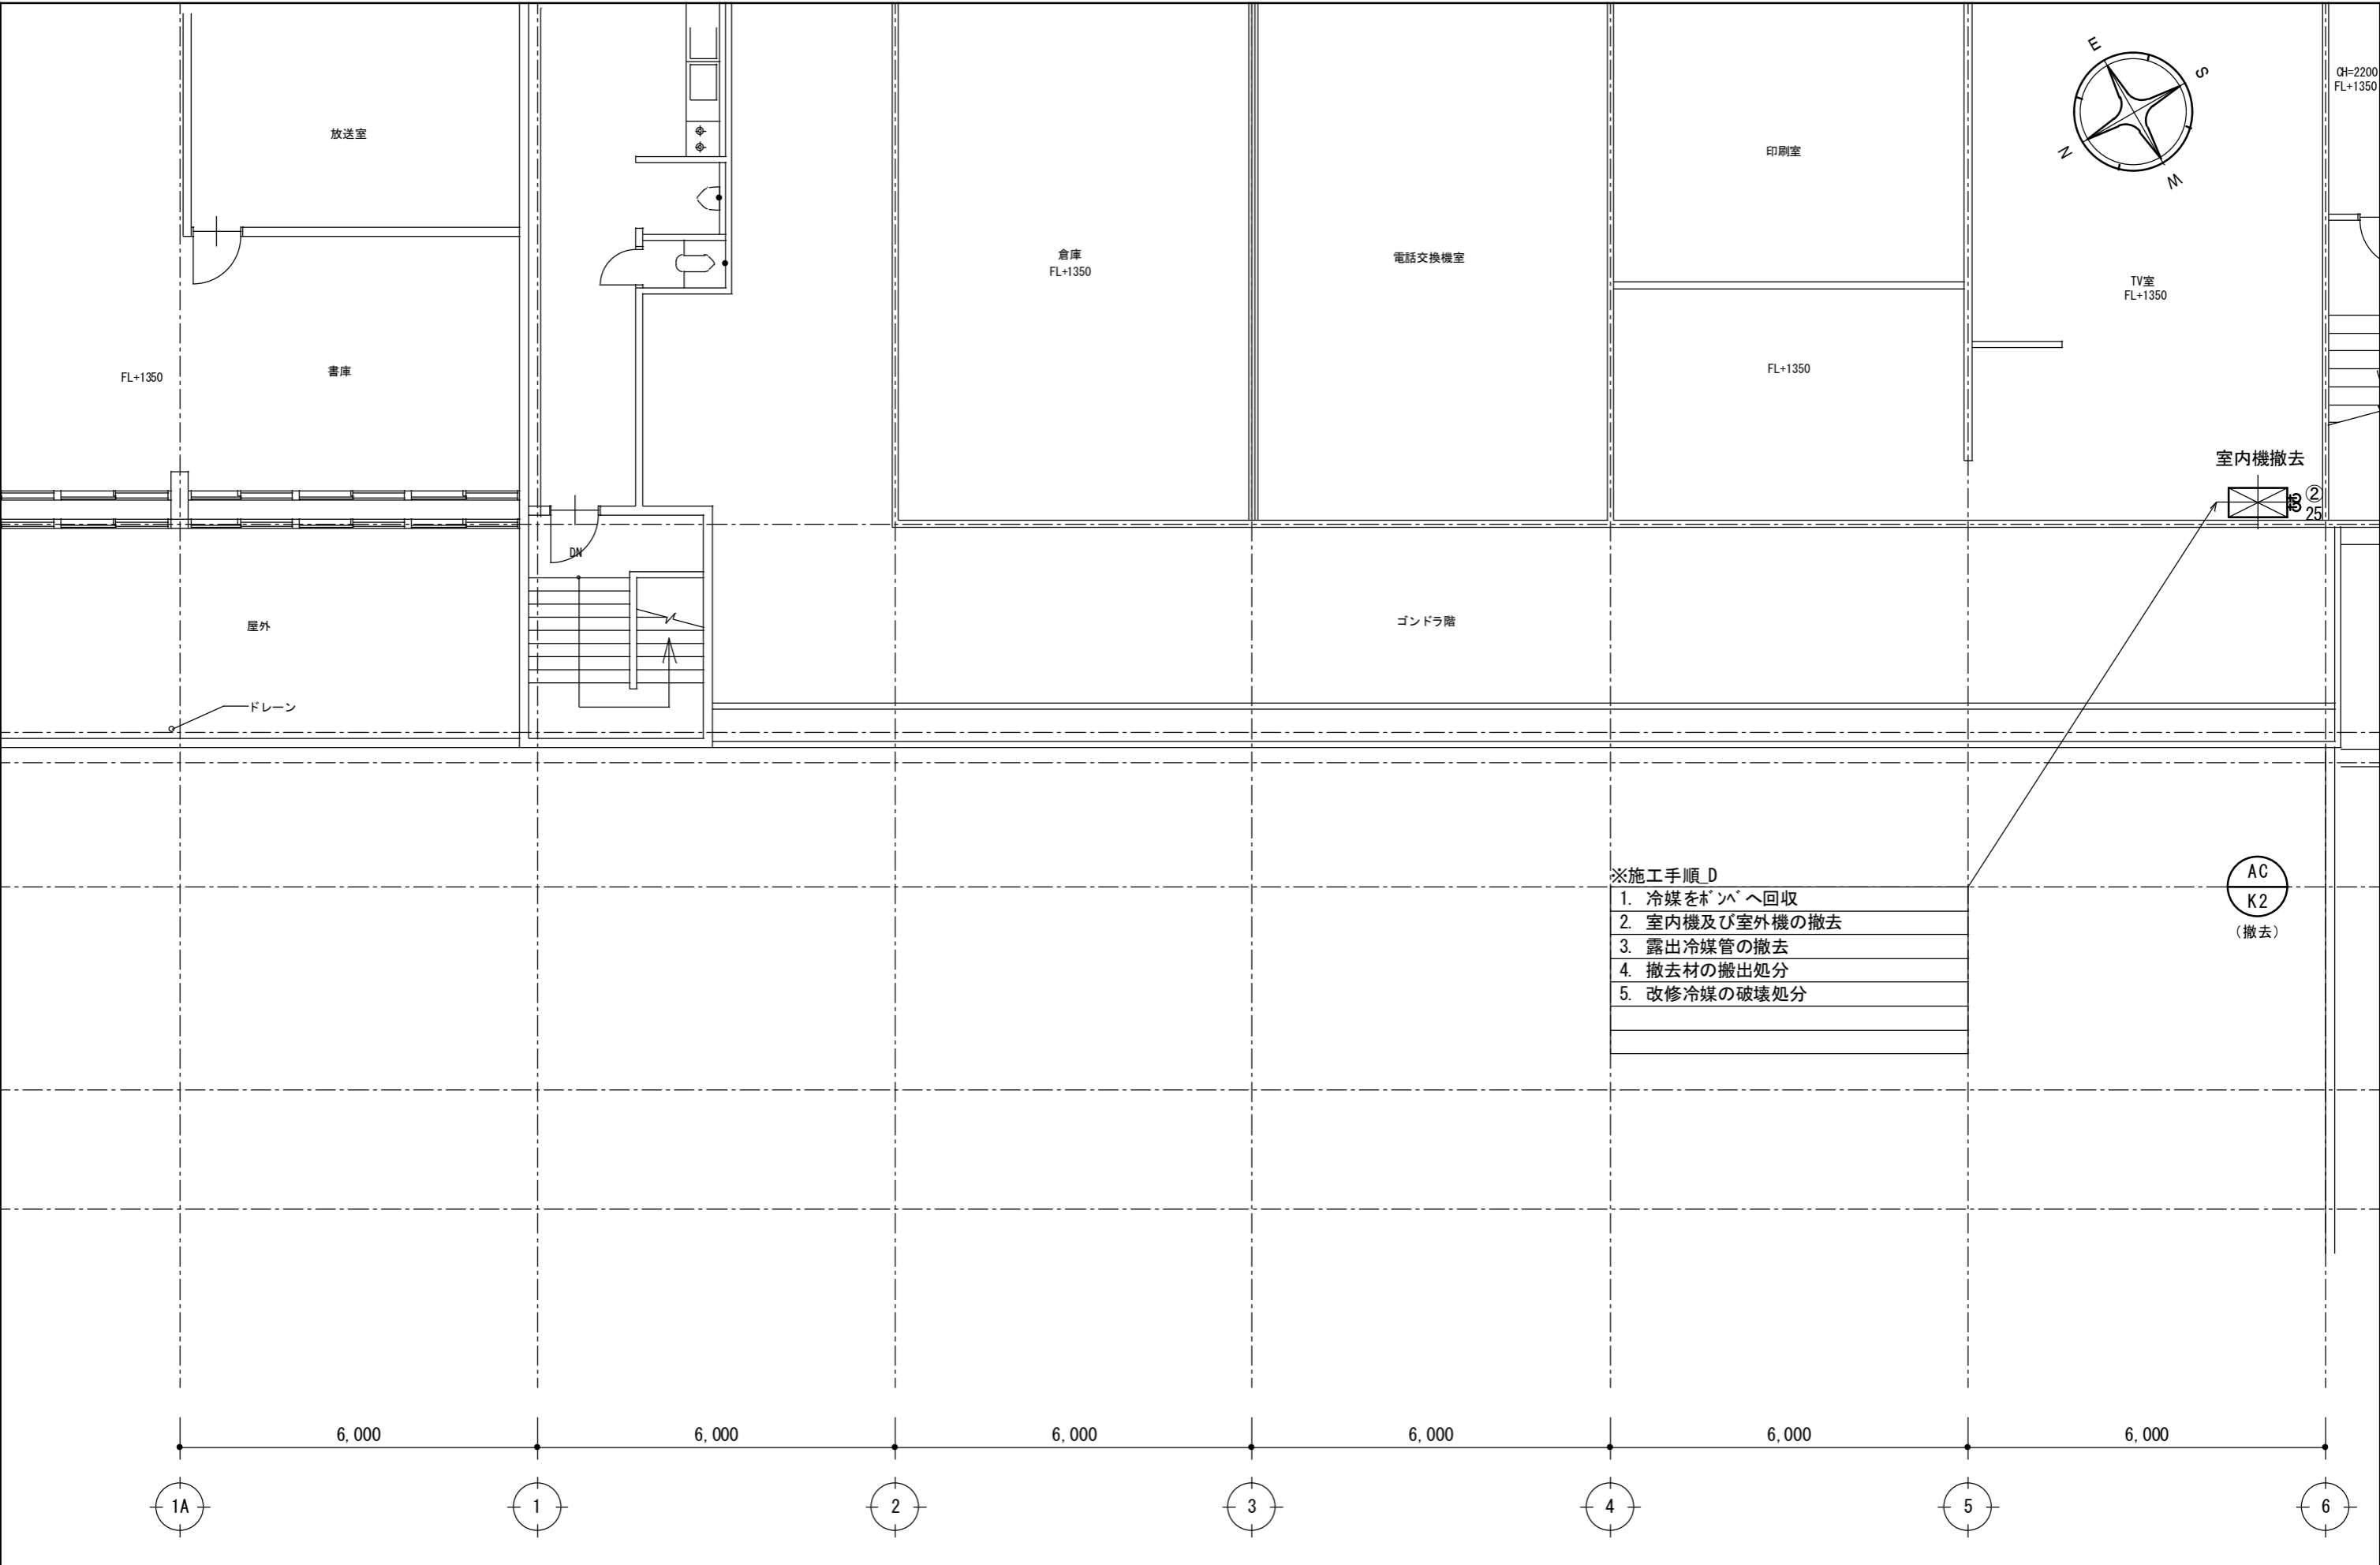 E
S
N
W
CH=2200
FL+1350
放送室
印刷室
倉庫
FL+1350
電話交換機室
TV室
FL+1350
FL+1350
書庫
FL+1350
室内機撤去
②
25
DN
屋外
ゴンドラ階
ドレーン
※施工手順_D
1. 冷媒をボンベへ回収
2. 室内機及び室外機の撤去
3. 露出冷媒管の撤去
4. 撤去材の搬出処分
5. 改修冷媒の破壊処分
AC
K2
(撤去)
6,000 6,000 6,000 6,000 6,000 6,000
1A 1 2 3 4 5 6